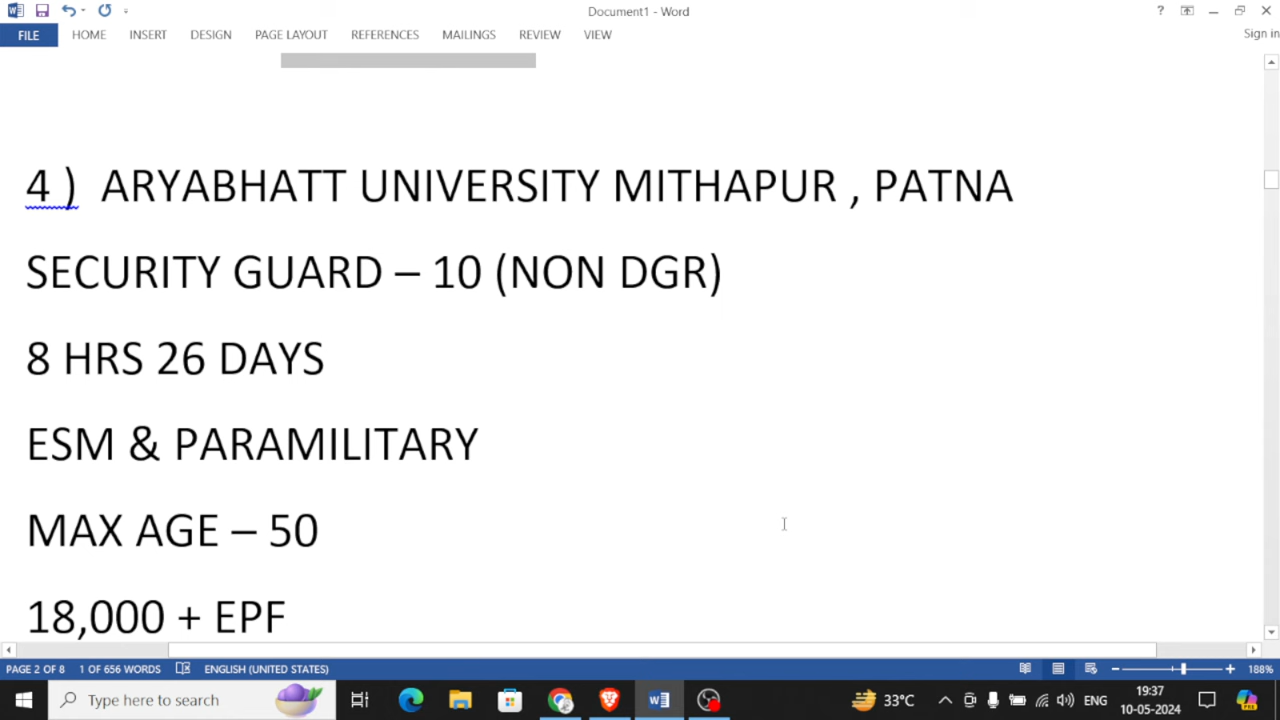 Document1 - Word
?
FILE HOME INSERT DESIGN PAGE LAYOUT REFERENCES MAILINGS REVIEW VIEW
Sign in
4 ) ARYABHATT UNIVERSITY MITHAPUR , PATNA
SECURITY GUARD – 10 (NON DGR)
8 HRS 26 DAYS
ESM & PARAMILITARY
MAX AGE – 50
18,000 + EPF
PAGE 2 OF 8 1 OF 656 WORDS ENGLISH (UNITED STATES) 188%
Type here to search 33°C ENG 19:37
10-05-2024